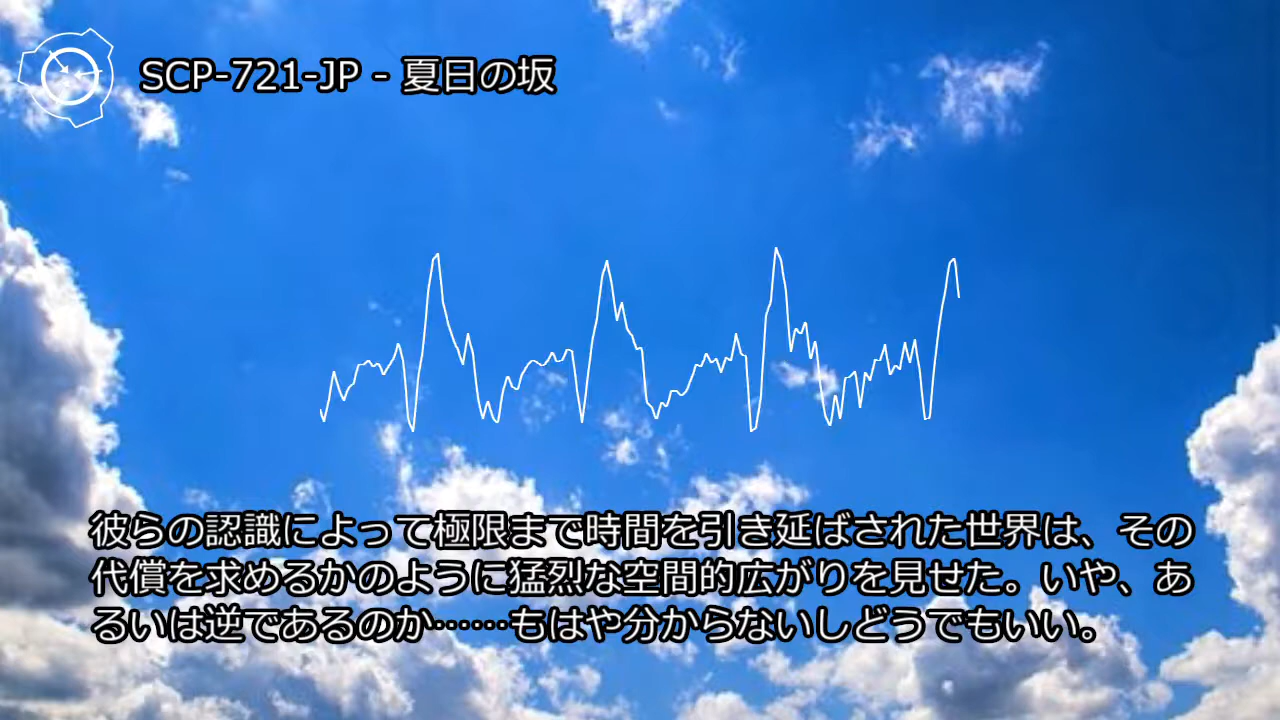 SCP-721-JP - 夏日の坂
彼らの認識によって極限まで時間を引き延ばされた世界は、その
代償を求めるかのように猛烈な空間的広がりを見せた。いや、あ
るいは逆であるのか……もはや分からないしどうでもいい。